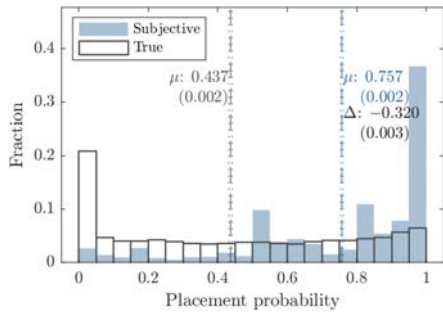 0.4
0.3
0.2
0.1
0
Fraction
Subjective
True
μ: 0.437
(0.002)
μ: 0.757
(0.002)
Δ: −0.320
(0.003)
0 0.2 0.4 0.6 0.8 1
Placement probability